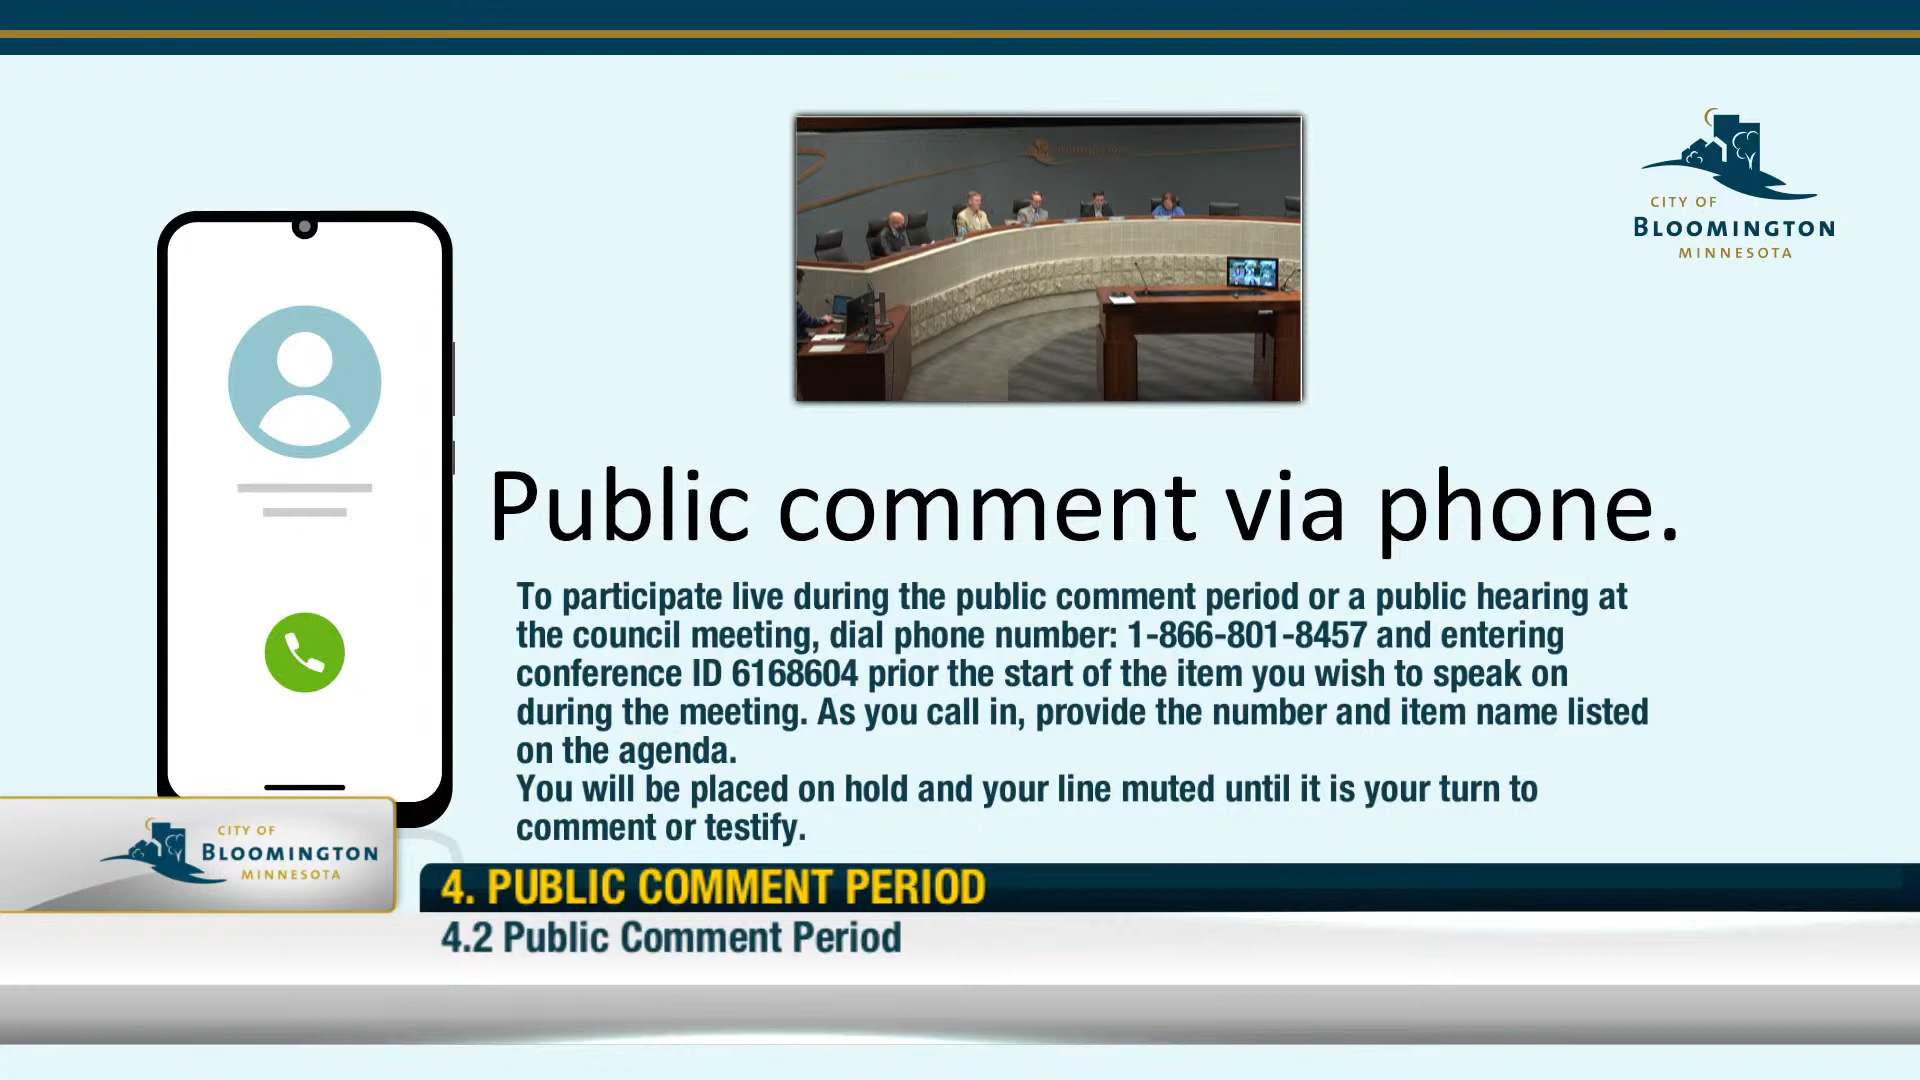 CITY OF
BLOOMINGTON
MINNESOTA
Public comment via phone.
To participate live during the public comment period or a public hearing at
the council meeting, dial phone number: 1-866-801-8457 and entering
conference ID 6168604 prior the start of the item you wish to speak on
during the meeting. As you call in, provide the number and item name listed
on the agenda.
You will be placed on hold and your line muted until it is your turn to
comment or testify.
CITY OF
BLOOMINGTON
MINNESOTA
4. PUBLIC COMMENT PERIOD
4.2 Public Comment Period